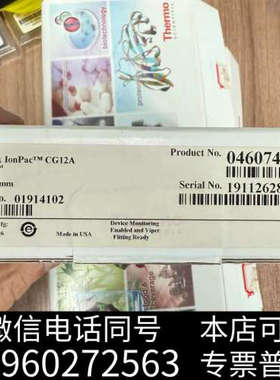 biotechnology
Thermo
IonPac™ CG12A
Product No. 046074
mm
Serial No. 19112628
01914102
Device Monitoring
Enabled and Viper
Fitting Ready
Made in USA
微信电话同号
本店可
960272563
专票普